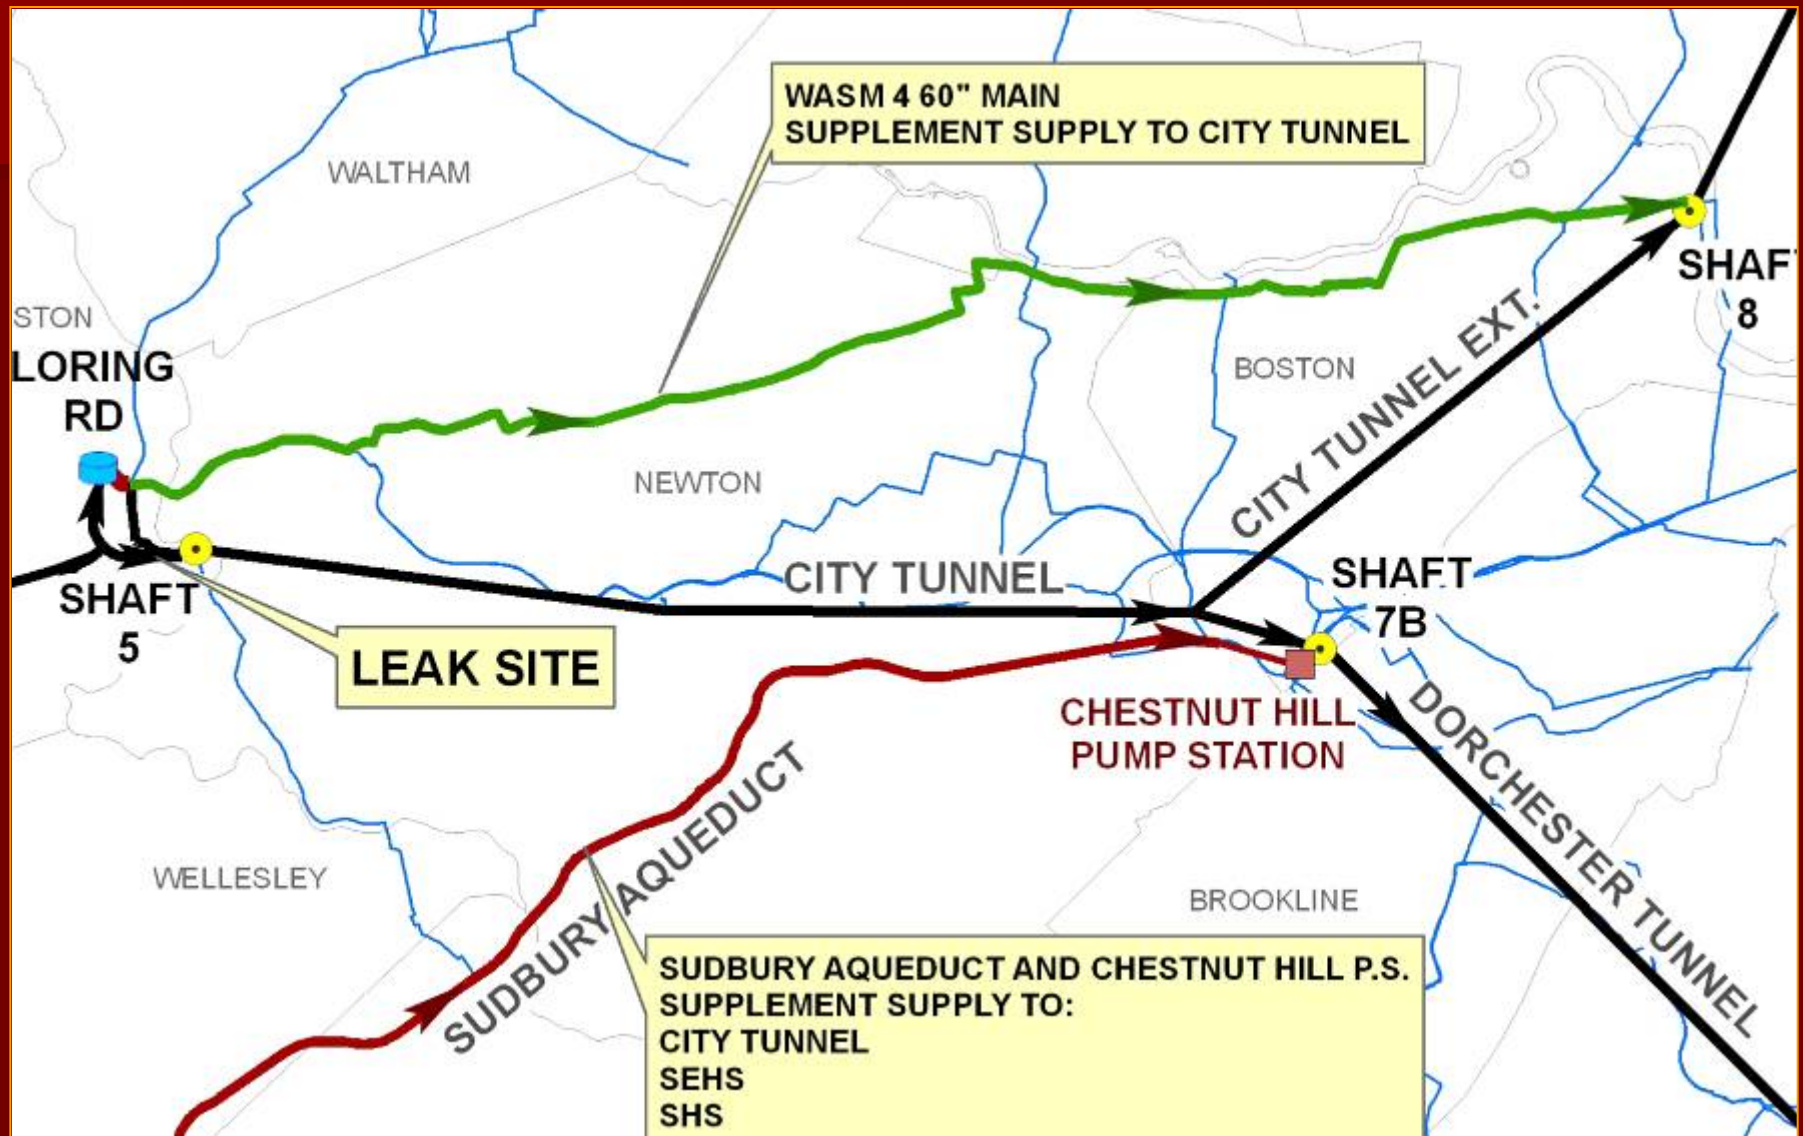 WASM 4 60" MAIN
SUPPLEMENT SUPPLY TO CITY TUNNEL
WALTHAM
STON
LORING
RD
SHAF
8
CITY TUNNEL EXT.
BOSTON
NEWTON
CITY TUNNEL
SHAFT
7B
SHAFT
5
LEAK SITE
CHESTNUT HILL
PUMP STATION
DORCHESTER TUNNEL
SUDBURY AQUEDUCT
WELLESLEY
BROOKLINE
SUDBURY AQUEDUCT AND CHESTNUT HILL P.S.
SUPPLEMENT SUPPLY TO:
CITY TUNNEL
SEHS
SHS